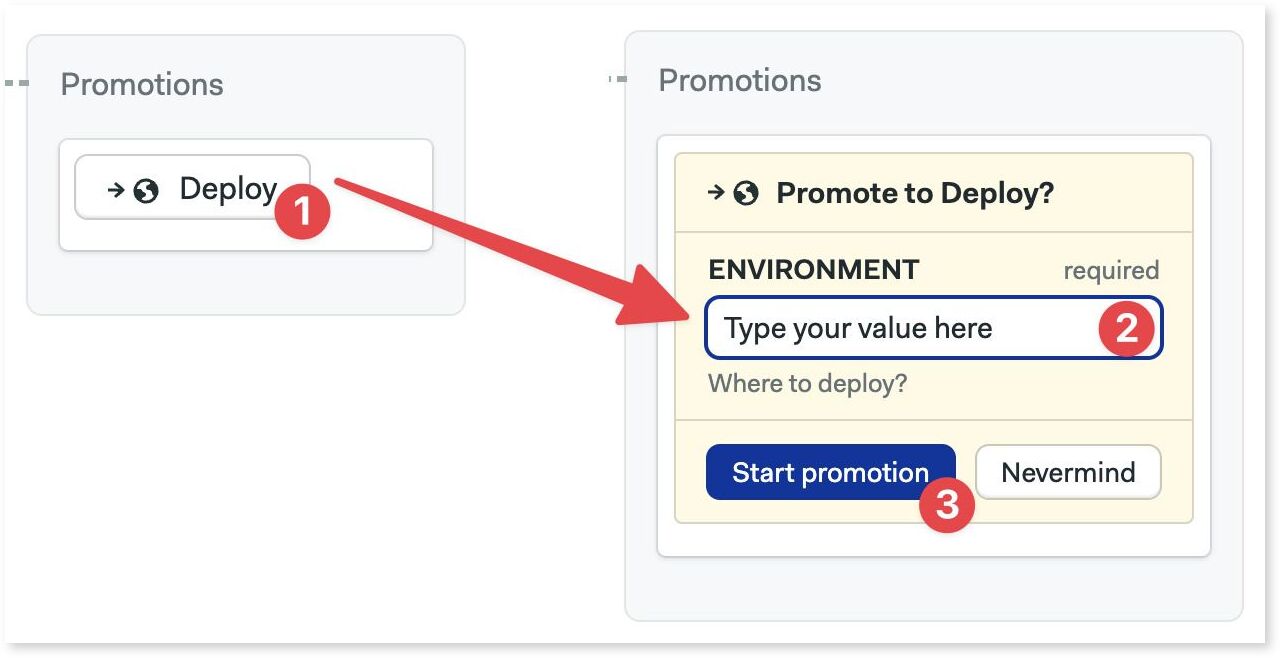 Promotions
→ Deploy
1
Promotions
→ Promote to Deploy?
ENVIRONMENT required
Type your value here
2
Where to deploy?
Start promotion Nevermind
3